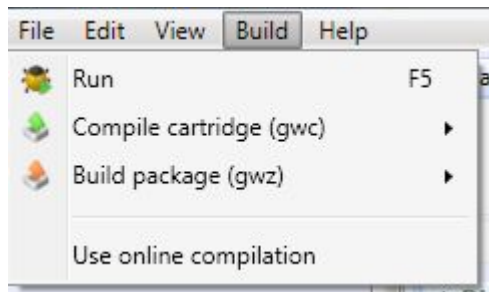 File Edit View Build Help
Run F5
Compile cartridge (gwc)
Build package (gwz)
Use online compilation